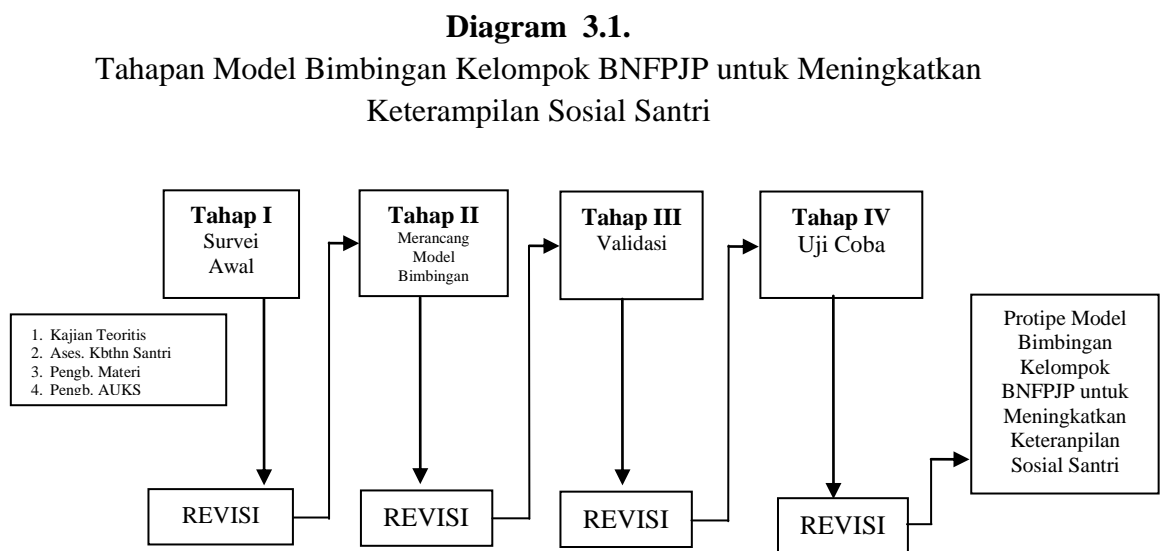 Diagram 3.1.
Tahapan Model Bimbingan Kelompok BNFPJP untuk Meningkatkan
Keterampilan Sosial Santri
Tahap I
Survei
Awal
Tahap II
Merancang
Model
Bimbingan
Tahap III
Validasi
Tahap IV
Uji Coba
1. Kajian Teoritis
2. Ases. Kbthn Santri
3. Pengb. Materi
4. Pengb. AUKS
Protipe Model
Bimbingan
Kelompok
BNFPJP untuk
Meningkatkan
Keteranpilan
Sosial Santri
REVISI
REVISI
REVISI
REVISI